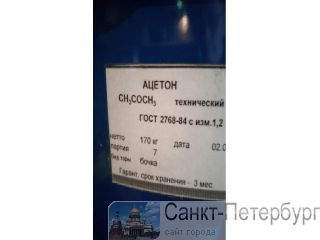 АЦЕТОН
CH₃COCH₃ технический
ГОСТ 2768-84 с изм.1,2
нетто 170 кг дата 02.0
партия 7
вид тары бочка
Гарант. срок хранения - 3 мес.
Санкт-Петербург
сайт города